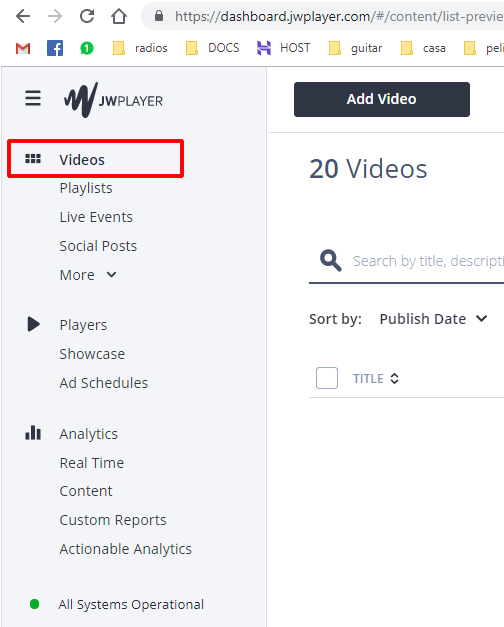 https://dashboard.jwplayer.com/#/content/list-previe
1 radios DOCS HOST guitar casa peli
JWPLAYER
Add Video
Videos
20 Videos
Playlists
Live Events
Social Posts
Search by title, descripti
More
Sort by: Publish Date
Players
Showcase
TITLE
Ad Schedules
Analytics
Real Time
Content
Custom Reports
Actionable Analytics
All Systems Operational